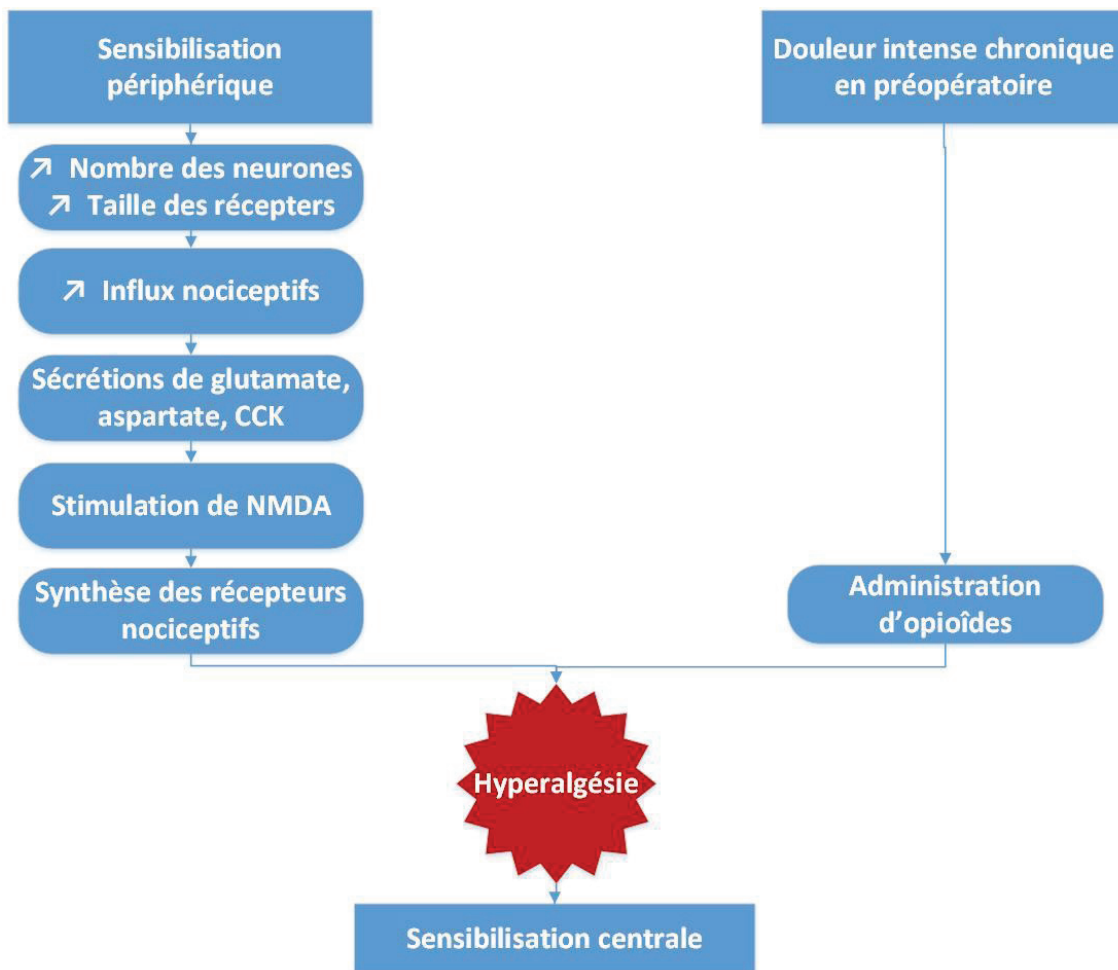 Sensibilisation
périphérique
↗ Nombre des neurones
↗ Taille des récepters
↗ Influx nociceptifs
Sécrétions de glutamate,
aspartate, CCK
Stimulation de NMDA
Synthèse des récepteurs
nociceptifs
Douleur intense chronique
en préopératoire
Administration
d'opioîdes
Hyperalgésie
Sensibilisation centrale